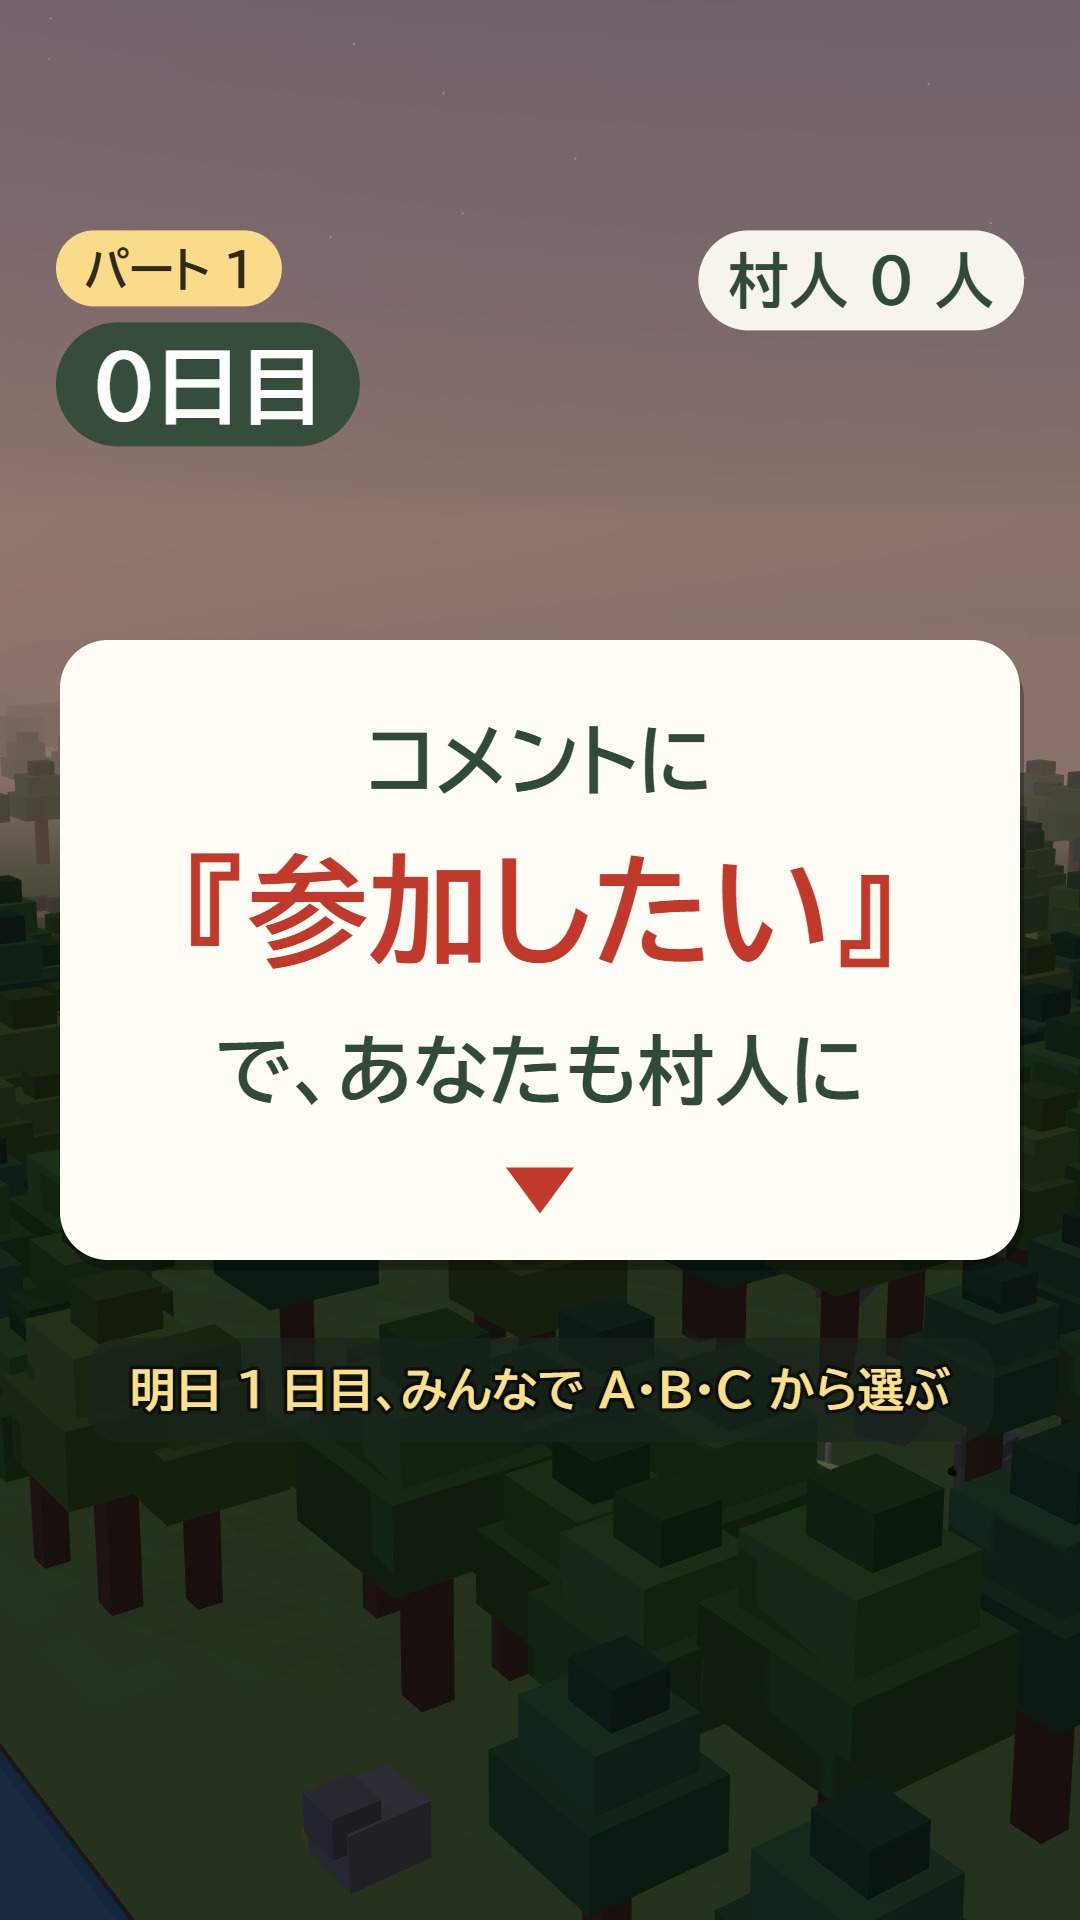 パート 1
0日目
村人 0 人
コメントに
『参加したい』
で、あなたも村人に
明日 1 日目、みんなで A・B・C から選ぶ